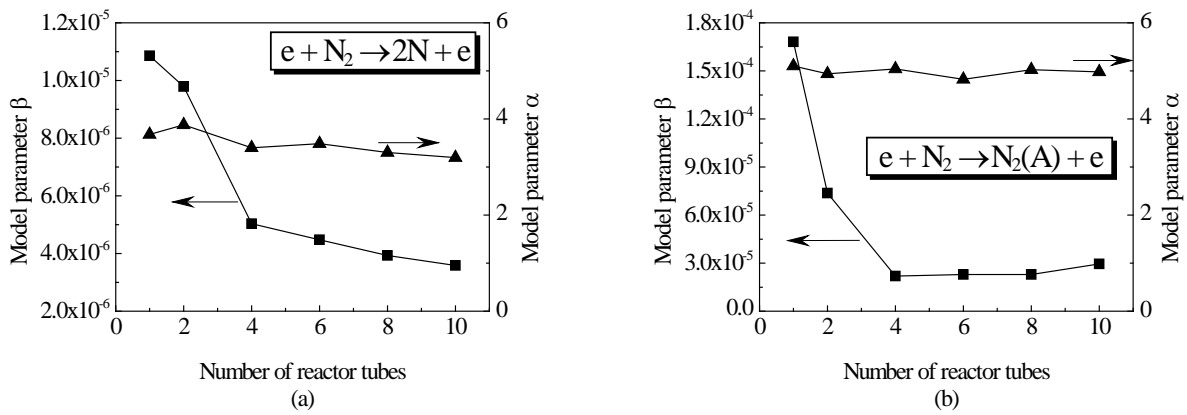 1.2x10⁻⁵
1.0x10⁻⁵
8.0x10⁻⁶
6.0x10⁻⁶
4.0x10⁻⁶
2.0x10⁻⁶
Model parameter β
e + N₂ → 2N + e
6
4
2
0
Model parameter α
0 2 4 6 8 10
Number of reactor tubes
(a)
1.8x10⁻⁴
1.5x10⁻⁴
1.2x10⁻⁴
9.0x10⁻⁵
6.0x10⁻⁵
3.0x10⁻⁵
0.0
Model parameter β
e + N₂ → N₂(A) + e
6
4
2
0
Model parameter α
0 2 4 6 8 10
Number of reactor tubes
(b)